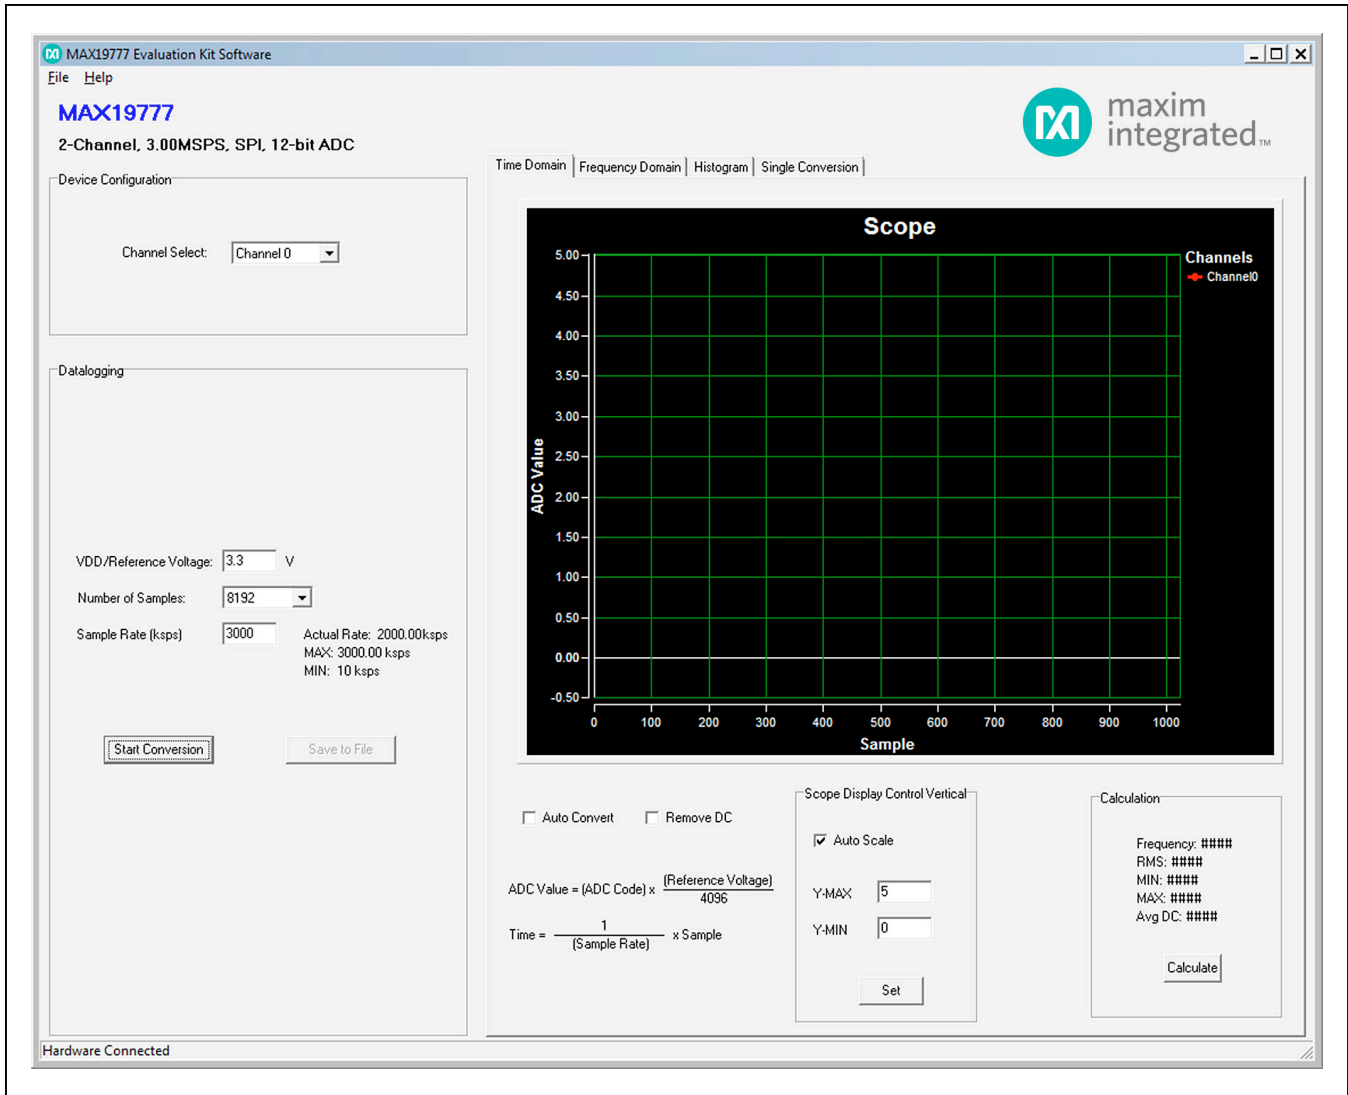 MAX19777 Evaluation Kit Software
File Help
MAX19777
2-Channel, 3.00MSPS, SPI, 12-bit ADC
maxim
integrated™
Device Configuration
Channel Select: Channel 0
Datalogging
VDD/Reference Voltage: 3.3 V
Number of Samples: 8192
Sample Rate (ksps) 3000 Actual Rate: 2000.00ksps
MAX: 3000.00 ksps
MIN: 10 ksps
Start Conversion Save to File
Time Domain Frequency Domain Histogram Single Conversion
Scope
Channels
Channel0
ADC Value
5.00
4.50
4.00
3.50
3.00
2.50
2.00
1.50
1.00
0.50
0.00
-0.50
0 100 200 300 400 500 600 700 800 900 1000
Sample
Auto Convert Remove DC
ADC Value = (ADC Code) x (Reference Voltage)
4096
Time = 1
(Sample Rate) x Sample
Scope Display Control Vertical
Auto Scale
Y-MAX 5
Y-MIN 0
Set
Calculation
Frequency: ####
RMS: ####
MIN: ####
MAX: ####
Avg DC: ####
Calculate
Hardware Connected